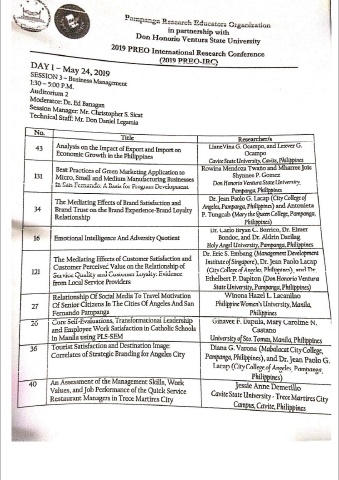 Pampanga Research Educators Organization
in partnership with
Don Honorio Ventura State University
2019 PREO International Research Conference
(2019 PREO-IRC)
DAY 1 – May 24, 2019
SESSION 3 – Business Management
1:30 – 5:00 P.M.
Auditorium 2
Moderator: Dr. Ed Banagan
Session Manager: Mr. Christopher S. Sicat
Technical Staff: Mr. Don Daniel Legania
No. Title Researcher/s
43 Analysis on the Impact of Export and Import on
Economic Growth in the Philippines
Liane Vina G. Ocampo, and Leever G.
Ocampo
Cavite State University, Cavite, Philippines
131 Best Practices of Green Marketing Application to
Micro, Small and Medium Manufacturing Businesses
in San Fernando: A Basis for Program Development
Rowina Mendoza Twaño and Mharree Jois
Shynnee P. Gomez
Don Honorio Ventura State University,
Pampanga, Philippines
34 The Mediating Effects of Brand Satisfaction and
Brand Trust on the Brand Experience-Brand Loyalty
Relationship
Dr. Jean Paolo G. Lacap (City College of
Angeles, Pampanga, Philippines) and Antonieta
P. Tungcab (Mary the Queen College, Pampanga,
Philippines)
16 Emotional Intelligence And Adversity Quotient
Dr. Lario Bryan C. Borrico, Dr. Elmer
Bondoc, and Dr. Aldrin Darilag
Holy Angel University, Pampanga, Philippines
121 The Mediating Effects of Customer Satisfaction and
Customer Perceived Value on the Relationship of
Service Quality and Customer Loyalty: Evidence
from Local Service Providers
Dr. Eric S. Embang (Management Development
Institute of Singapore), Dr. Jean Paolo Lacap
(City College of Angeles, Philippines), and Dr.
Ethelbert P. Dapiton (Don Honorio Ventura
State University, Pampanga, Philippines)
27 Relationship Of Social Media To Travel Motivation
Of Senior Citizens In The Cities Of Angeles And San
Fernando Pampanga
Winona Hazel L. Lacanilao
Philippine Women's University, Manila,
Philippines
26 Core Self-Evaluations, Transformational Leadership
and Employee Work Satisfaction in Catholic Schools
in Manila using PLS-SEM
Ginavee F. Dapula, Mary Caroline N.
Castano
University of Sto. Tomas, Manila, Philippines
36 Tourist Satisfaction and Destination Image:
Correlates of Strategic Branding for Angeles City
Diana G. Varona (Mabalacat City College,
Pampanga, Philippines), and Dr. Jean Paolo G.
Lacap (City College of Angeles, Pampanga,
Philippines)
40 An Assessment of the Management Skills, Work
Values, and Job Performance of the Quick Service
Restaurant Managers in Trece Martires City
Jessie Anne Demetillo
Cavite State University - Trece Martires City
Campus, Cavite, Philippines